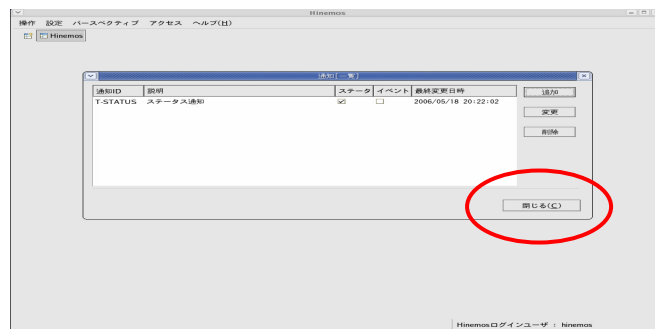 Hinemos
操作 設定 パースペクティブ アクセス ヘルプ(H)
Hinemos
通知[一覧]
通知ID 説明 ステータ イベント 最終変更日時
T-STATUS ステータス通知 2006/05/18 20:22:02
追加
変更
削除
閉じる(C)
Hinemosログインユーザ : hinemos